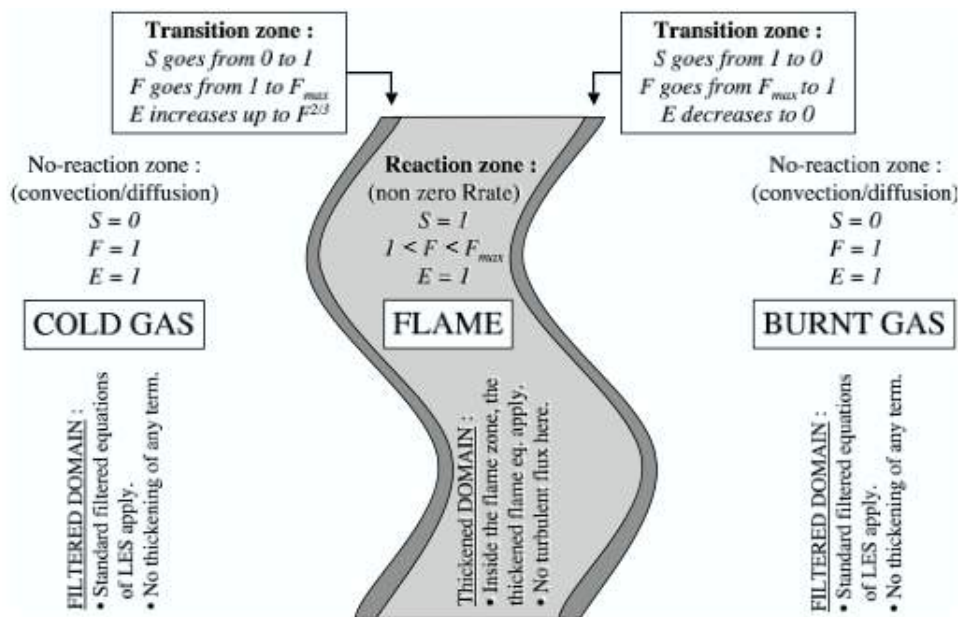 Transition zone :
S goes from 0 to 1
F goes from 1 to Fmax
E increases up to F2/3
Transition zone :
S goes from 1 to 0
F goes from Fmax to 1
E decreases to 0
No-reaction zone :
(convection/diffusion)
S = 0
F = 1
E = 1
COLD GAS
Reaction zone :
(non zero Rrate)
S = 1
1 < F < Fmax
E = 1
FLAME
No-reaction zone :
(convection/diffusion)
S = 0
F = 1
E = 1
BURNT GAS
FILTERED DOMAIN :
• Standard filtered equations
of LES apply.
• No thickening of any term.
Thickened DOMAIN :
• Inside the flame zone, the
thickened flame eq. apply.
• No turbulent flux here.
FILTERED DOMAIN :
• Standard filtered equations
of LES apply.
• No thickening of any term.